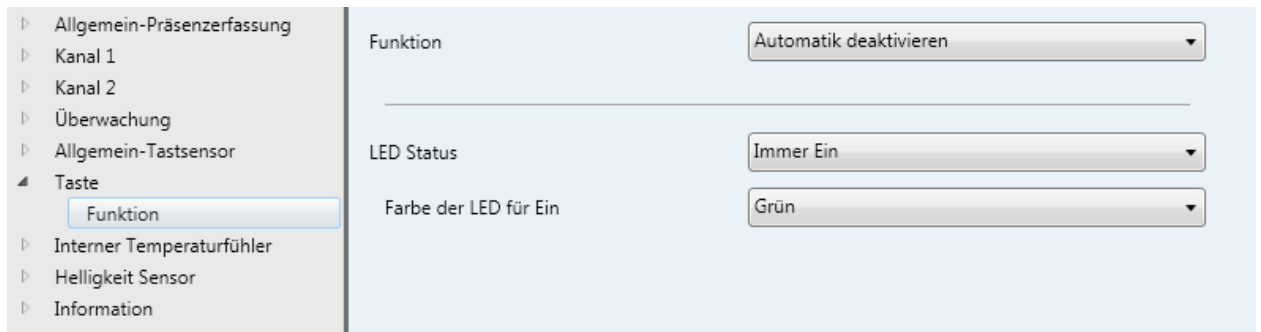 Allgemein-Präsenzerfassung
Kanal 1
Kanal 2
Überwachung
Allgemein-Tastsensor
Taste
Funktion
Interner Temperaturfühler
Helligkeit Sensor
Information
Funktion
Automatik deaktivieren
LED Status
Immer Ein
Farbe der LED für Ein
Grün